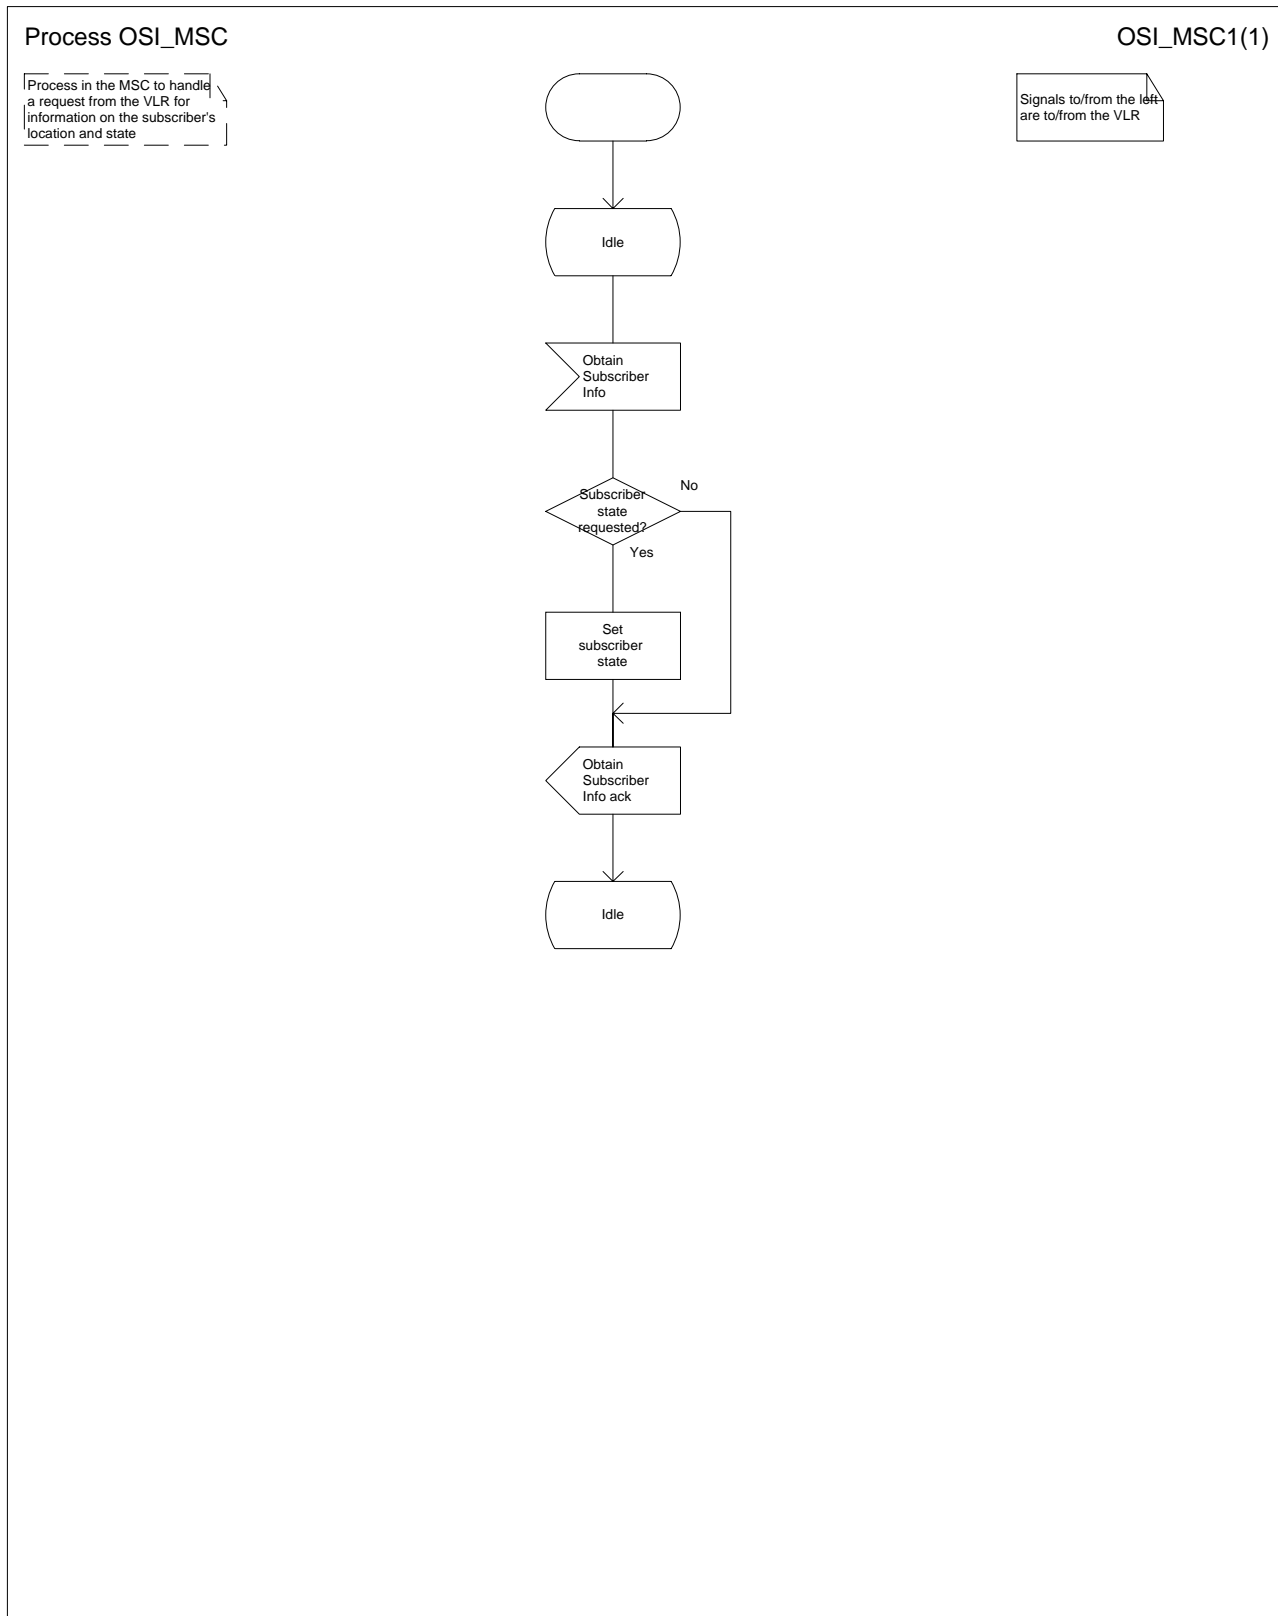 Process OSI_MSC
OSI_MSC1(1)
Process in the MSC to handle
a request from the VLR for
information on the subscriber's
location and state
Signals to/from the left
are to/from the VLR
Idle
Obtain
Subscriber
Info
Subscriber
state
requested?
No
Yes
Set
subscriber
state
Obtain
Subscriber
Info ack
Idle